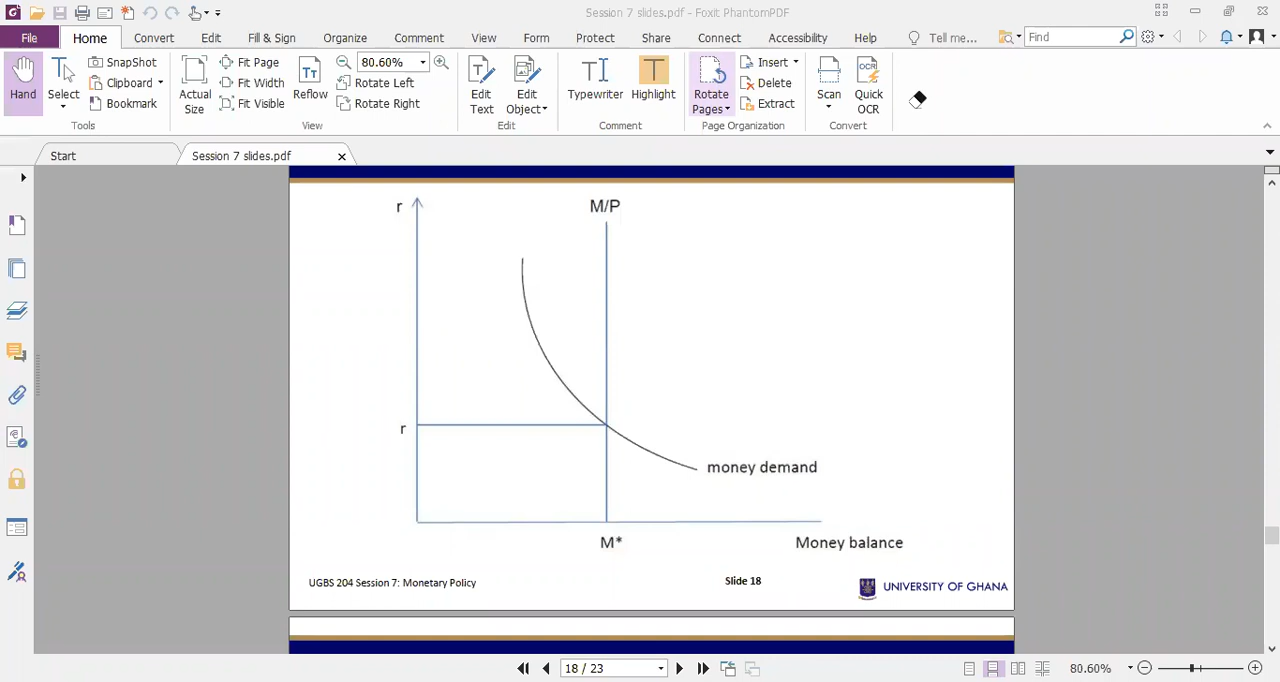 Session 7 slides.pdf - Foxit PhantomPDF
File Home Convert Edit Fill & Sign Organize Comment View Form Protect Share Connect Accessibility Help Tell me... Find
Hand
Select
SnapShot
Clipboard
Bookmark
Tools
Actual
Size
Fit Page
Fit Width
Fit Visible
Reflow
80.60%
Rotate Left
Rotate Right
View
Edit
Text
Edit
Object
Edit
Typewriter
Highlight
Comment
Rotate
Pages
Insert
Delete
Extract
Page Organization
Scan
Quick
OCR
Convert
Start
Session 7 slides.pdf
r
M/P
r
money demand
M*
Money balance
UGBS 204 Session 7: Monetary Policy
Slide 18
UNIVERSITY OF GHANA
18 / 23
80.60%